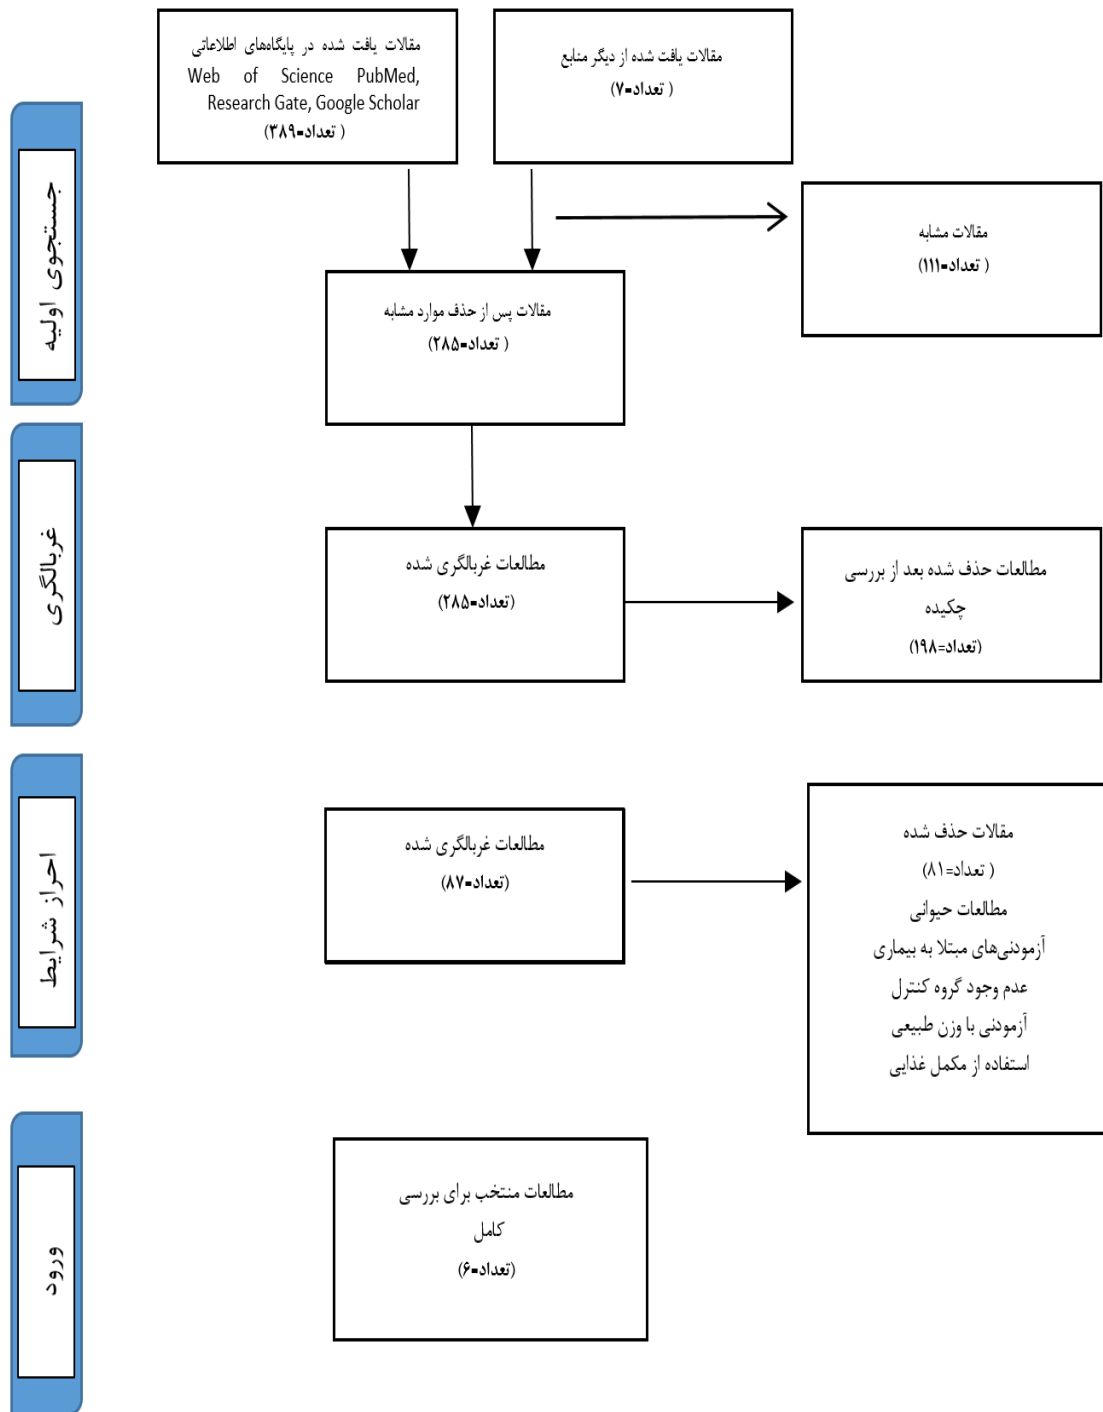 مقالات یافت شده در پایگاه‌های اطلاعاتی
Web of Science PubMed,
Research Gate, Google Scholar
( تعداد=۳۸۹)
مقالات یافت شده از دیگر منابع
( تعداد=۷)
جستجوی اولیه
مقالات مشابه
( تعداد=۱۱۱)
مقالات پس از حذف موارد مشابه
( تعداد=۲۸۵)
غربالگری
مطالعات غربالگری شده
(تعداد=۲۸۵)
مطالعات حذف شده بعد از بررسی
چکیده
(تعداد=۱۹۸)
احراز شرایط
مطالعات غربالگری شده
(تعداد=۸۷)
مقالات حذف شده
( تعداد=۸۱)
مطالعات حیوانی
آزمودنی‌های مبتلا به بیماری
عدم وجود گروه کنترل
آزمودنی با وزن طبیعی
استفاده از مکمل غذایی
ورود
مطالعات منتخب برای بررسی
کامل
(تعداد=۶)